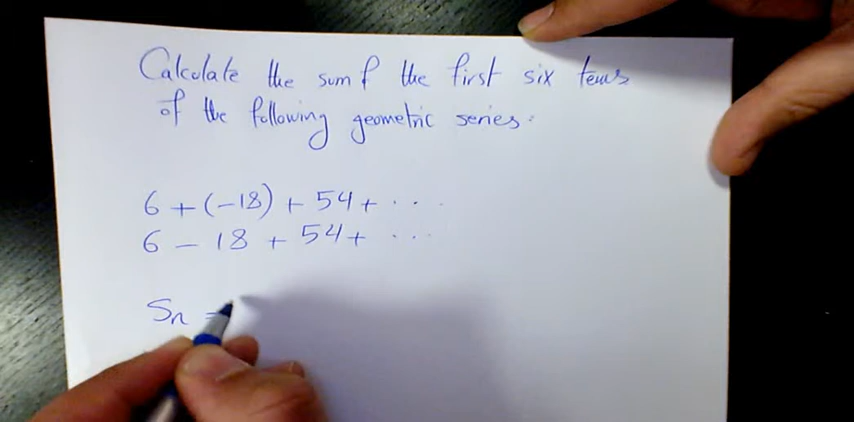 Calculate the sum of the first six terms
of the following geometric series.
6 + (-18) + 54 + ...
6 - 18 + 54 + ...
Sn =